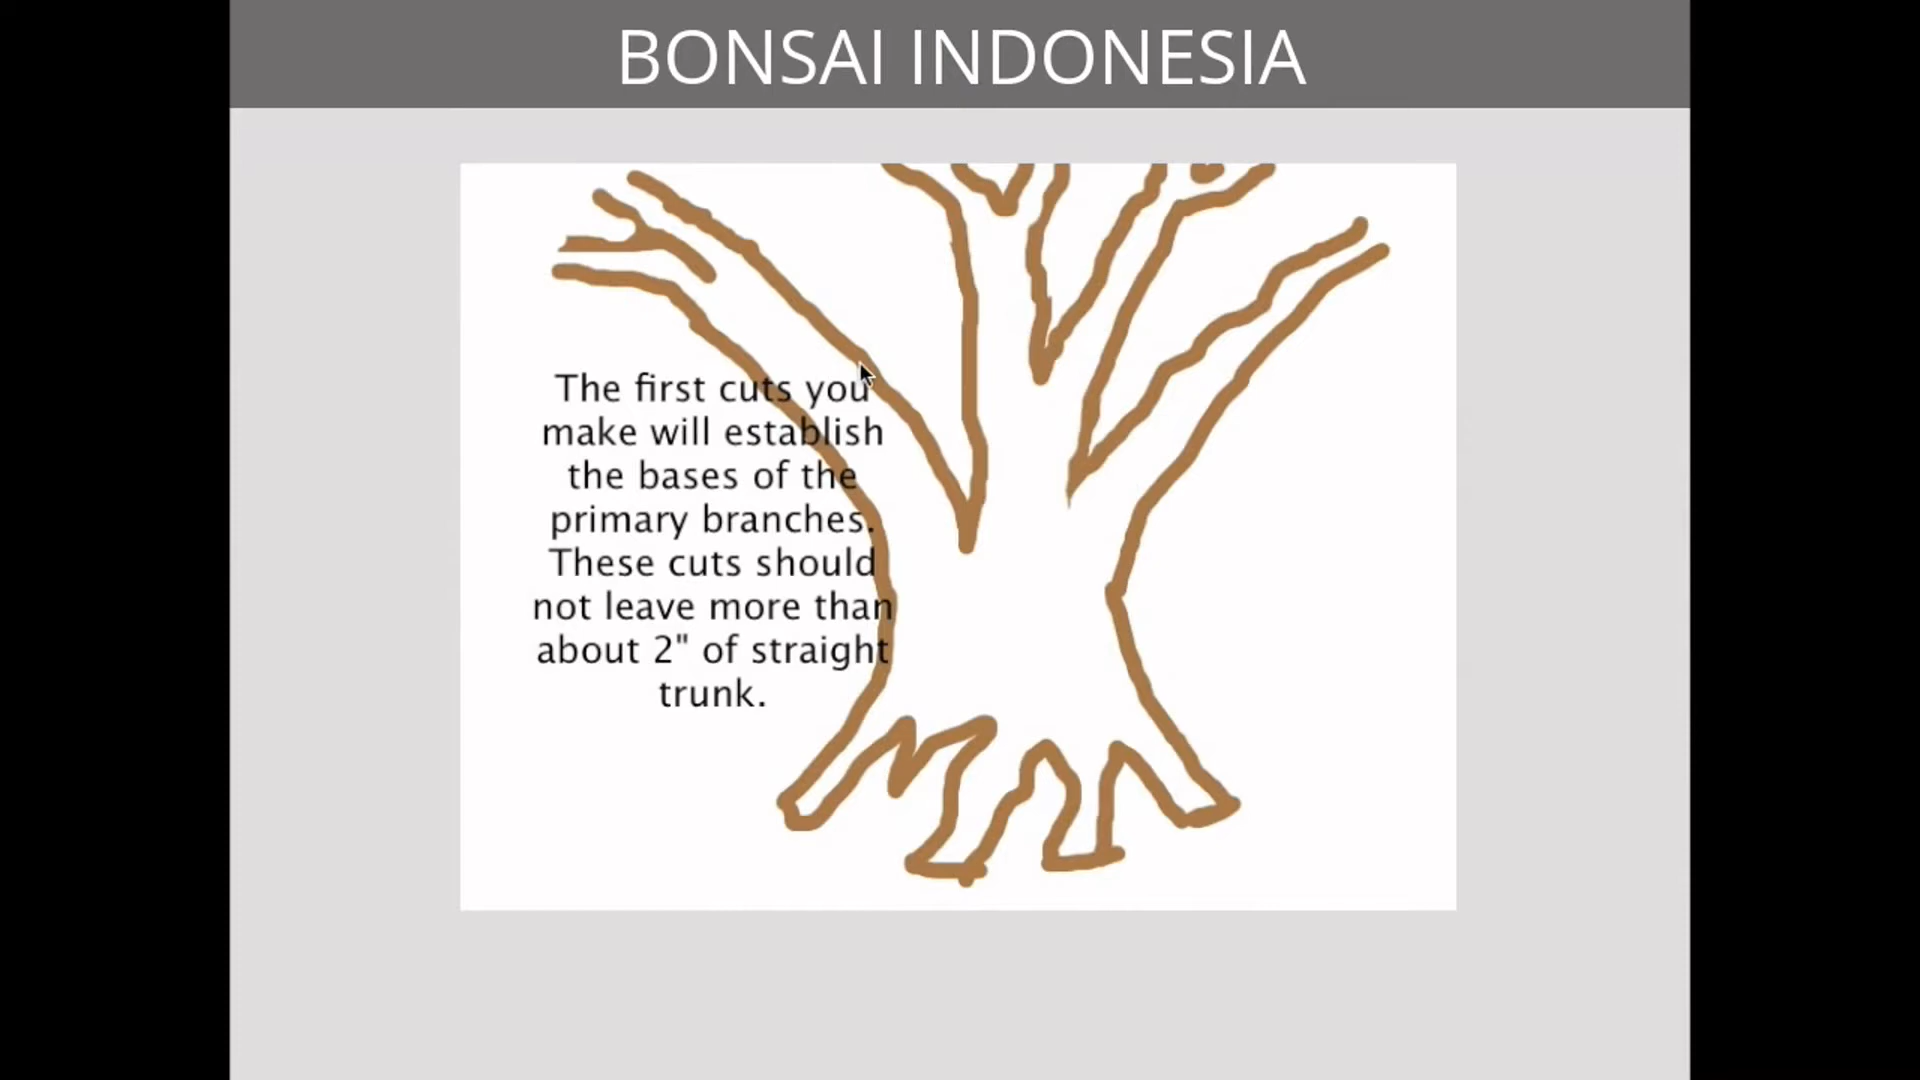 BONSAI INDONESIA
The first cuts you
make will establish
the bases of the
primary branches.
These cuts should
not leave more than
about 2" of straight
trunk.